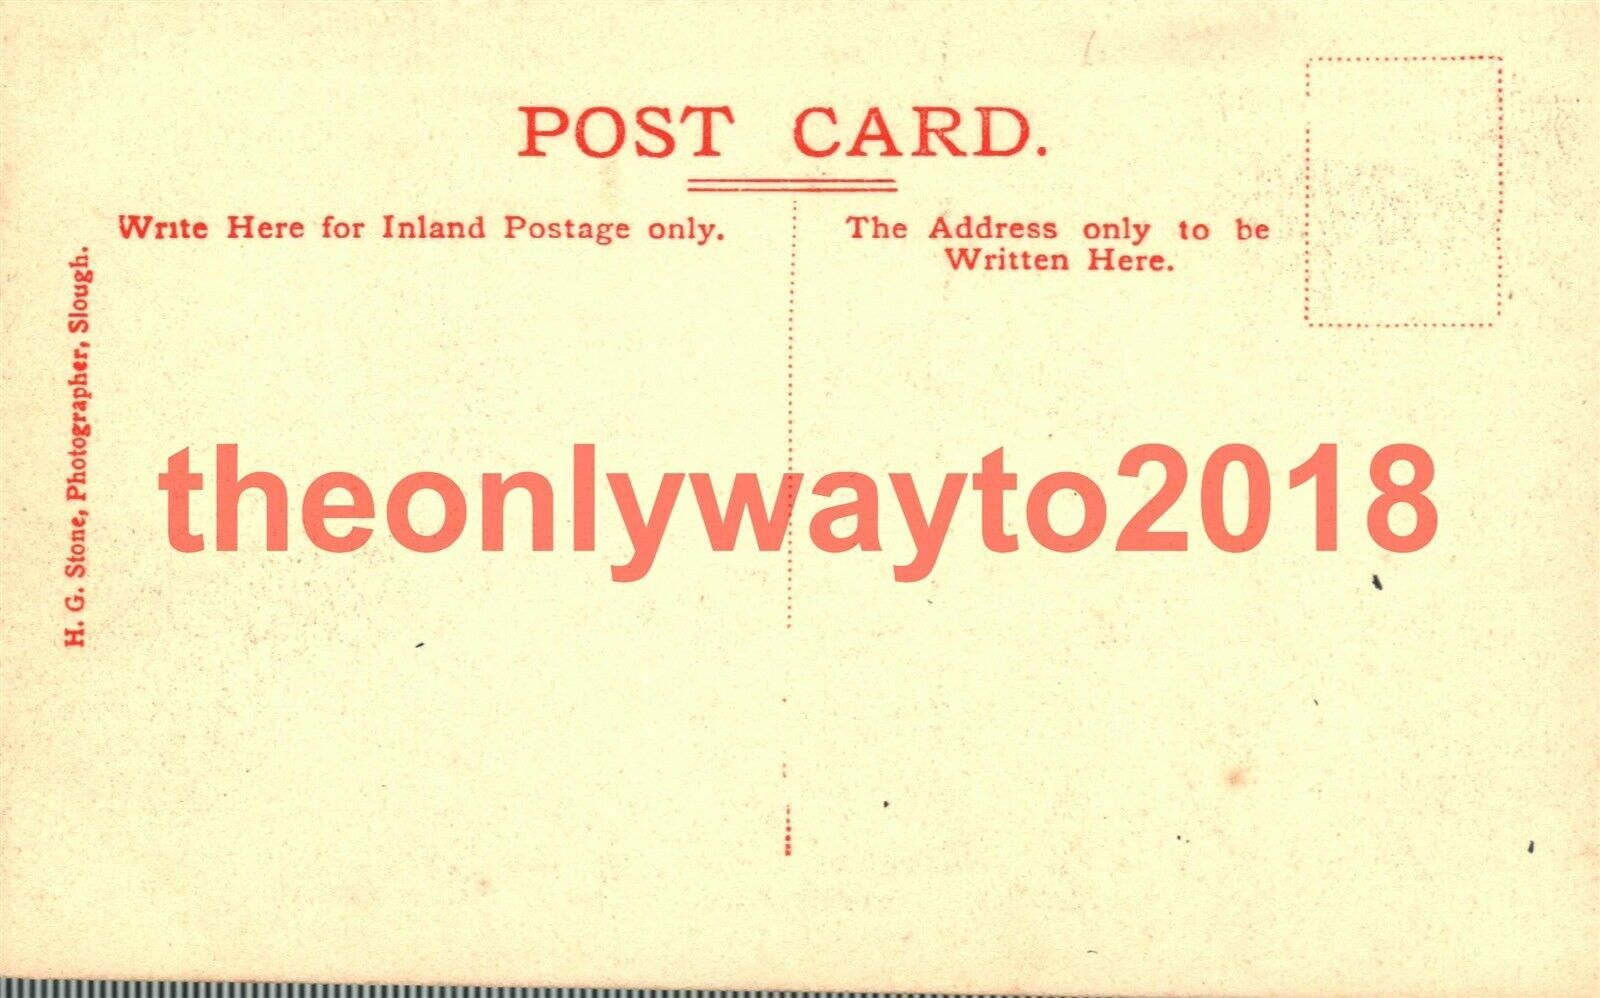 POST CARD.
Write Here for Inland Postage only.
The Address only to be
Written Here.
H. G. Stone, Photographer, Slough.
theonlywayto2018